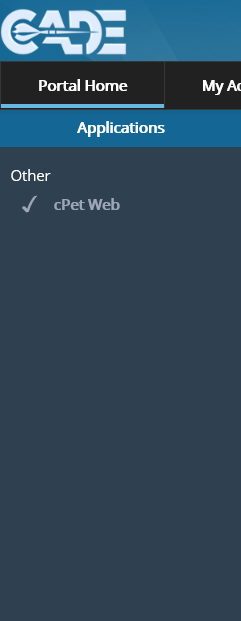 CADE
Portal Home
My Ac
Applications
Other
cPet Web